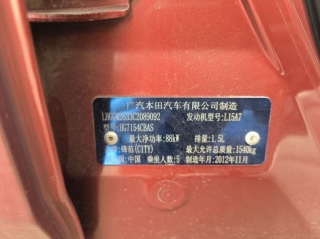 广汽本田汽车有限公司制造
LHGGM2633C2089092 发动机型号:L15A7
号:HG7154CBAS
最大净功率:88kW 排量:1.5L
锋范(CITY) 最大允许总质量:1540kg
中国 乘坐人数:5 制造年月:2012年11月